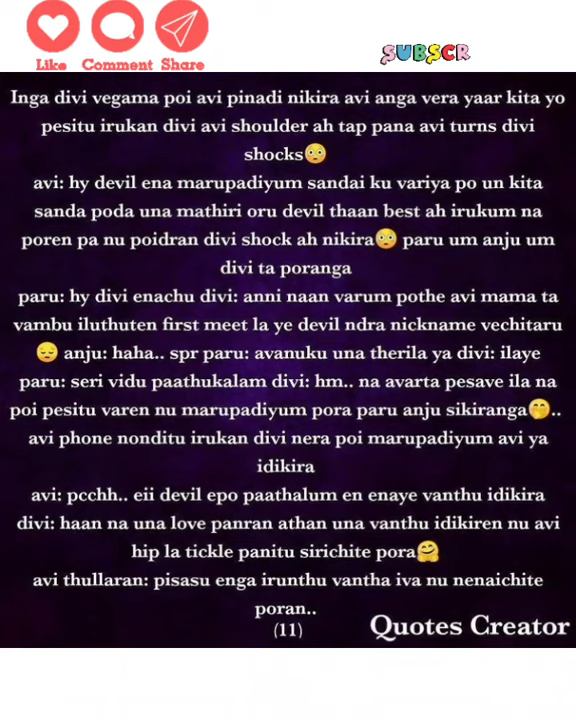 Like Comment Share
SUBSCR
Inga divi vegama poi avi pinadi nikira avi anga vera yaar kita yo
pesitu irukan divi avi shoulder ah tap pana avi turns divi
shocks😳
avi: hy devil ena marupadiyum sandai ku variya po un kita
sanda poda una mathiri oru devil thaan best ah irukum na
poren pa nu poidran divi shock ah nikira😳 paru um anju um
divi ta poranga
paru: hy divi enachu divi: anni naan varum pothe avi mama ta
vambu iluthuten first meet la ye devil ndra nickname vechitaru
😔 anju: haha.. spr paru: avanuku una therila ya divi: ilaye
paru: seri vidu paathukalam divi: hm.. na avarta pesave ila na
poi pesitu varen nu marupadiyum pora paru anju sikiranga🤭..
avi phone nonditu irukan divi nera poi marupadiyum avi ya
idikira
avi: pcchh.. eii devil epo paathalum en enaye vanthu idikira
divi: haan na una love panran athan una vanthu idikiren nu avi
hip la tickle panitu sirichite pora🤗
avi thullaran: pisasu enga irunthu vantha iva nu nenaichite
poran..
(11)
Quotes Creator